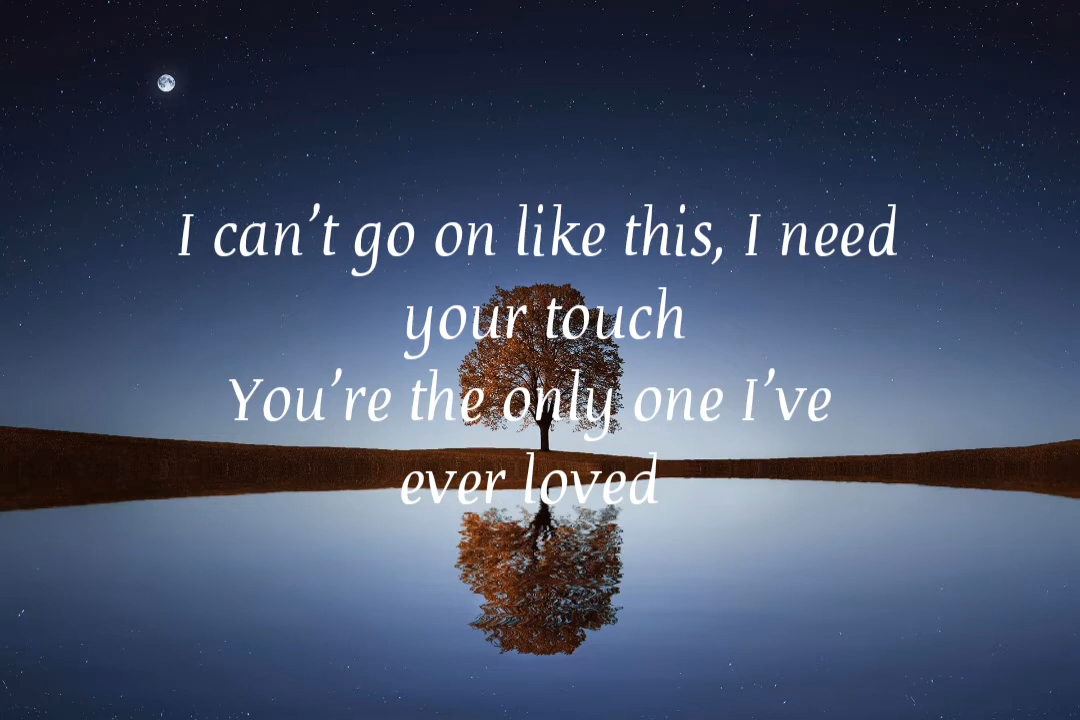 I can’t go on like this, I need
your touch
You’re the only one I’ve
ever loved